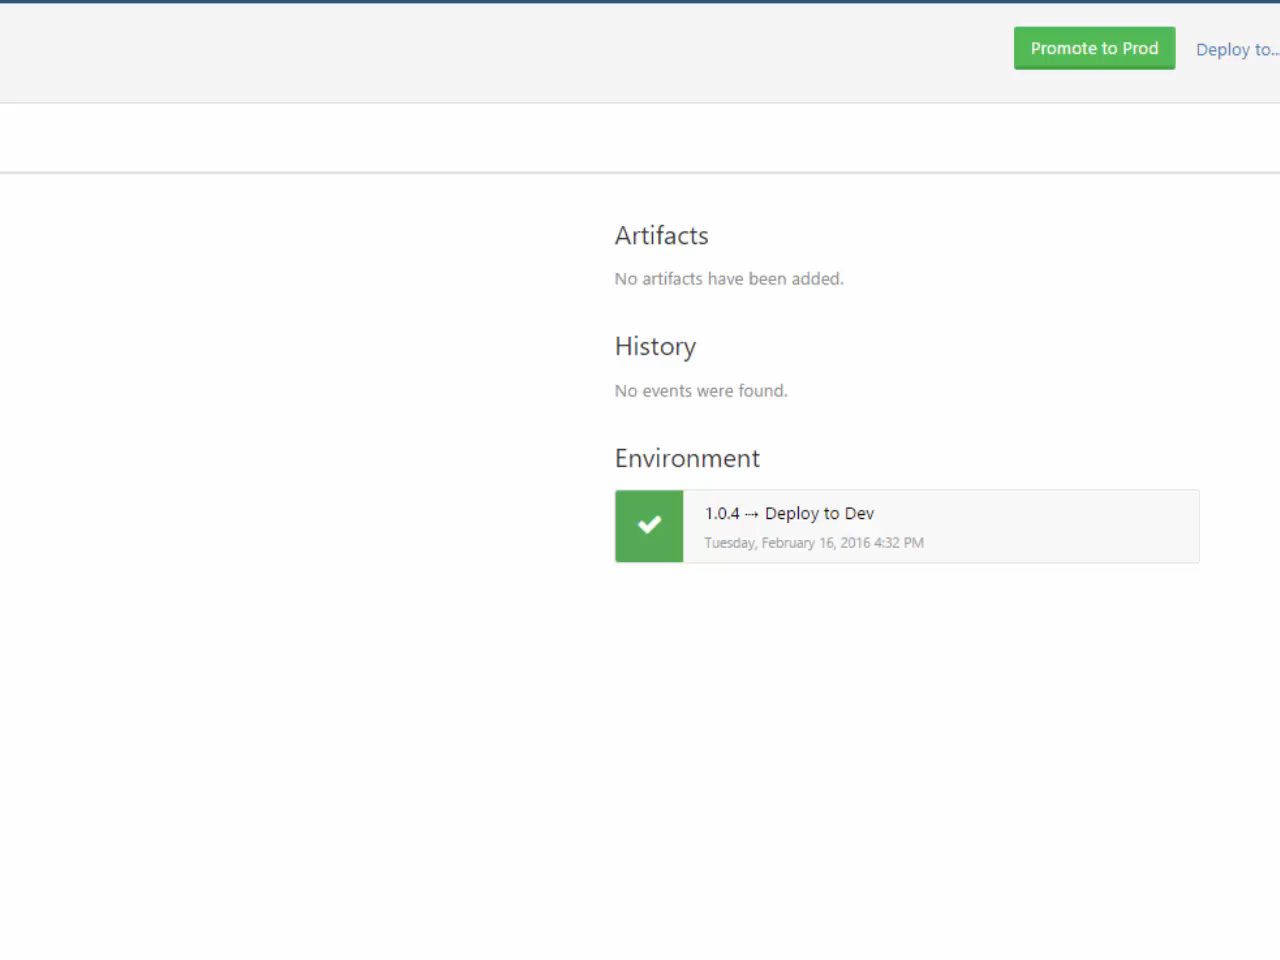 Promote to Prod
Deploy to...
Artifacts
No artifacts have been added.
History
No events were found.
Environment
1.0.4 ⤏ Deploy to Dev
Tuesday, February 16, 2016 4:32 PM